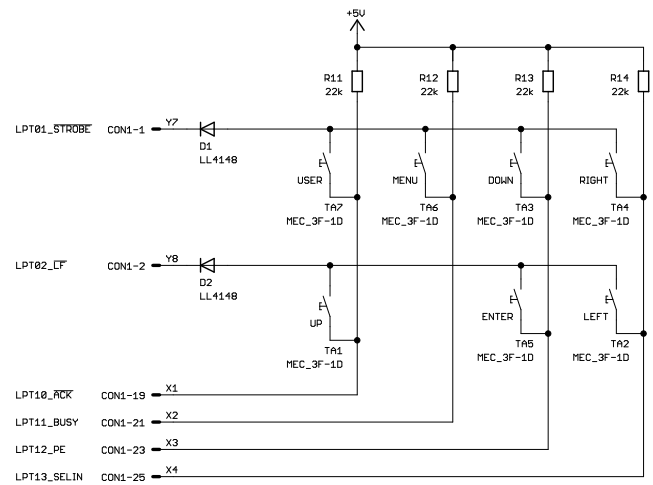 +5V
R11 R12 R13 R14
22k 22k 22k 22k
LPT01_STROBE CON1-1 Y7
D1
LL4148
USER MENU DOWN RIGHT
TA7 TA6 TA3 TA4
MEC_3F-1D MEC_3F-1D MEC_3F-1D MEC_3F-1D
LPT02_LF CON1-2 Y8
D2
LL4148
UP ENTER LEFT
TA1 TA5 TA2
MEC_3F-1D MEC_3F-1D MEC_3F-1D
LPT10_ACK CON1-19 X1
LPT11_BUSY CON1-21 X2
LPT12_PE CON1-23 X3
LPT13_SELIN CON1-25 X4